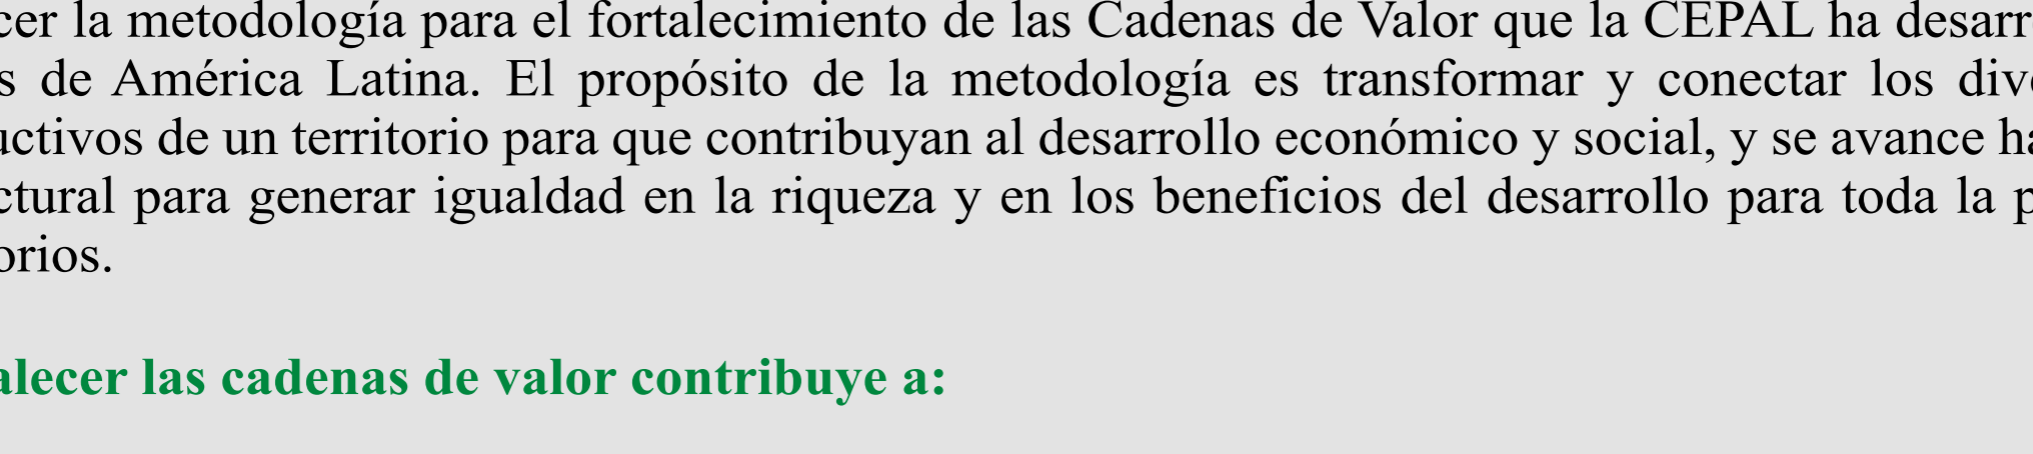 cer la metodología para el fortalecimiento de las Cadenas de Valor que la CEPAL ha desarr
s de América Latina. El propósito de la metodología es transformar y conectar los div
uctivos de un territorio para que contribuyan al desarrollo económico y social, y se avance ha
ctural para generar igualdad en la riqueza y en los beneficios del desarrollo para toda la p
orios.
alecer las cadenas de valor contribuye a: